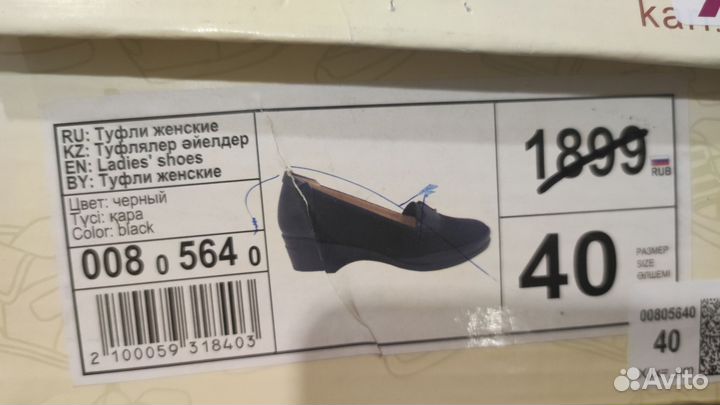 RU: Туфли женские
KZ: Туфлялер әйелдер
EN: Ladies' shoes
BY: Туфли женские
Цвет: черный
Түсі: қара
Color: black
008 0 564 0
2 100059 318403
1899
RUB
40
РАЗМЕР
SIZE
ӨЛШЕМІ
00805640
40
Avito